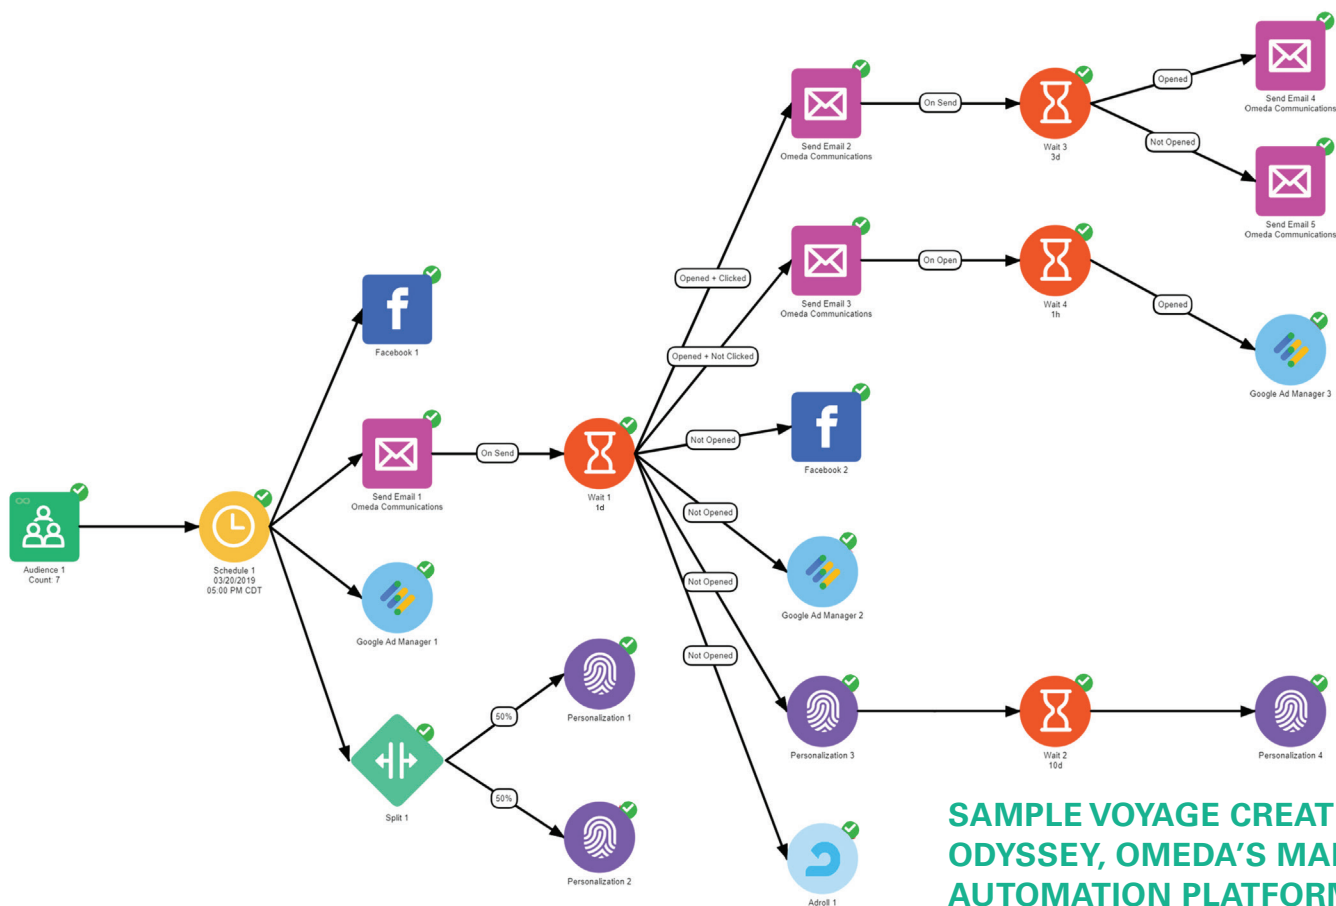 Send Email 4
Omeda Communications
Opened
On Send
Send Email 2
Omeda Communications
Wait 3
3d
Not Opened
Send Email 5
Omeda Communications
Opened + Clicked
On Open
Send Email 3
Omeda Communications
Wait 4
1h
Opened
Opened + Not Clicked
Facebook 1
Google Ad Manager 3
Not Opened
On Send
Facebook 2
Send Email 1
Omeda Communications
Wait 1
1d
Not Opened
Audience 1
Count: 7
Schedule 1
03/20/2019
05:00 PM CDT
Not Opened
Google Ad Manager 2
Google Ad Manager 1
Not Opened
50%
Personalization 1
Personalization 3
Wait 2
10d
Personalization 4
50%
Split 1
Personalization 2
Adroll 1
SAMPLE VOYAGE CREAT
ODYSSEY, OMEDA'S MA
AUTOMATION PLATFORM